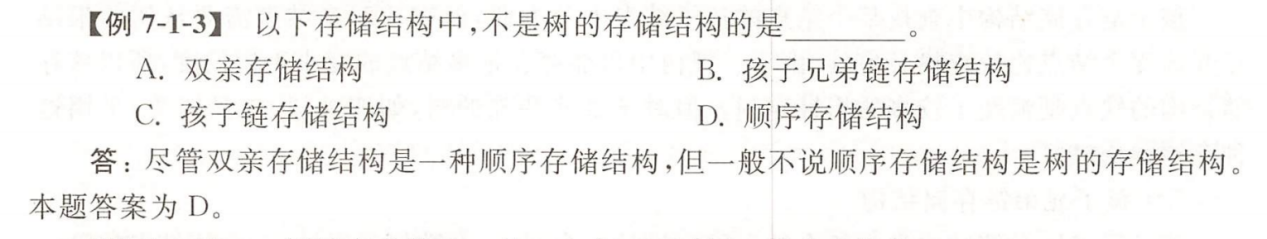 【例 7-1-3】 以下存储结构中,不是树的存储结构的是________。
A. 双亲存储结构 B. 孩子兄弟链存储结构
C. 孩子链存储结构 D. 顺序存储结构
答：尽管双亲存储结构是一种顺序存储结构,但一般不说顺序存储结构是树的存储结构。
本题答案为 D。